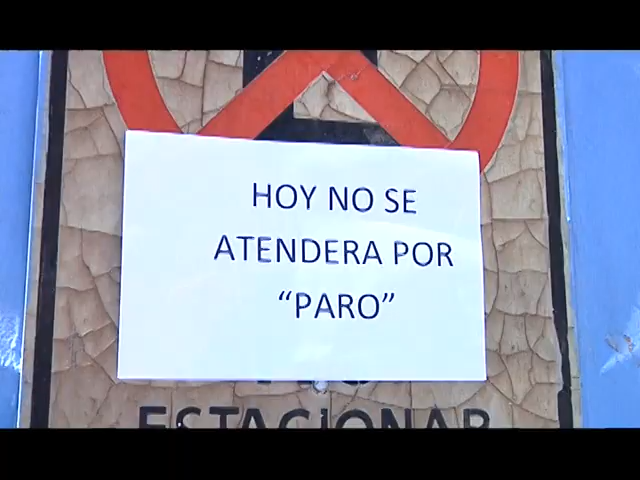 HOY NO SE
ATENDERA POR
“PARO”
ESTACIONAR